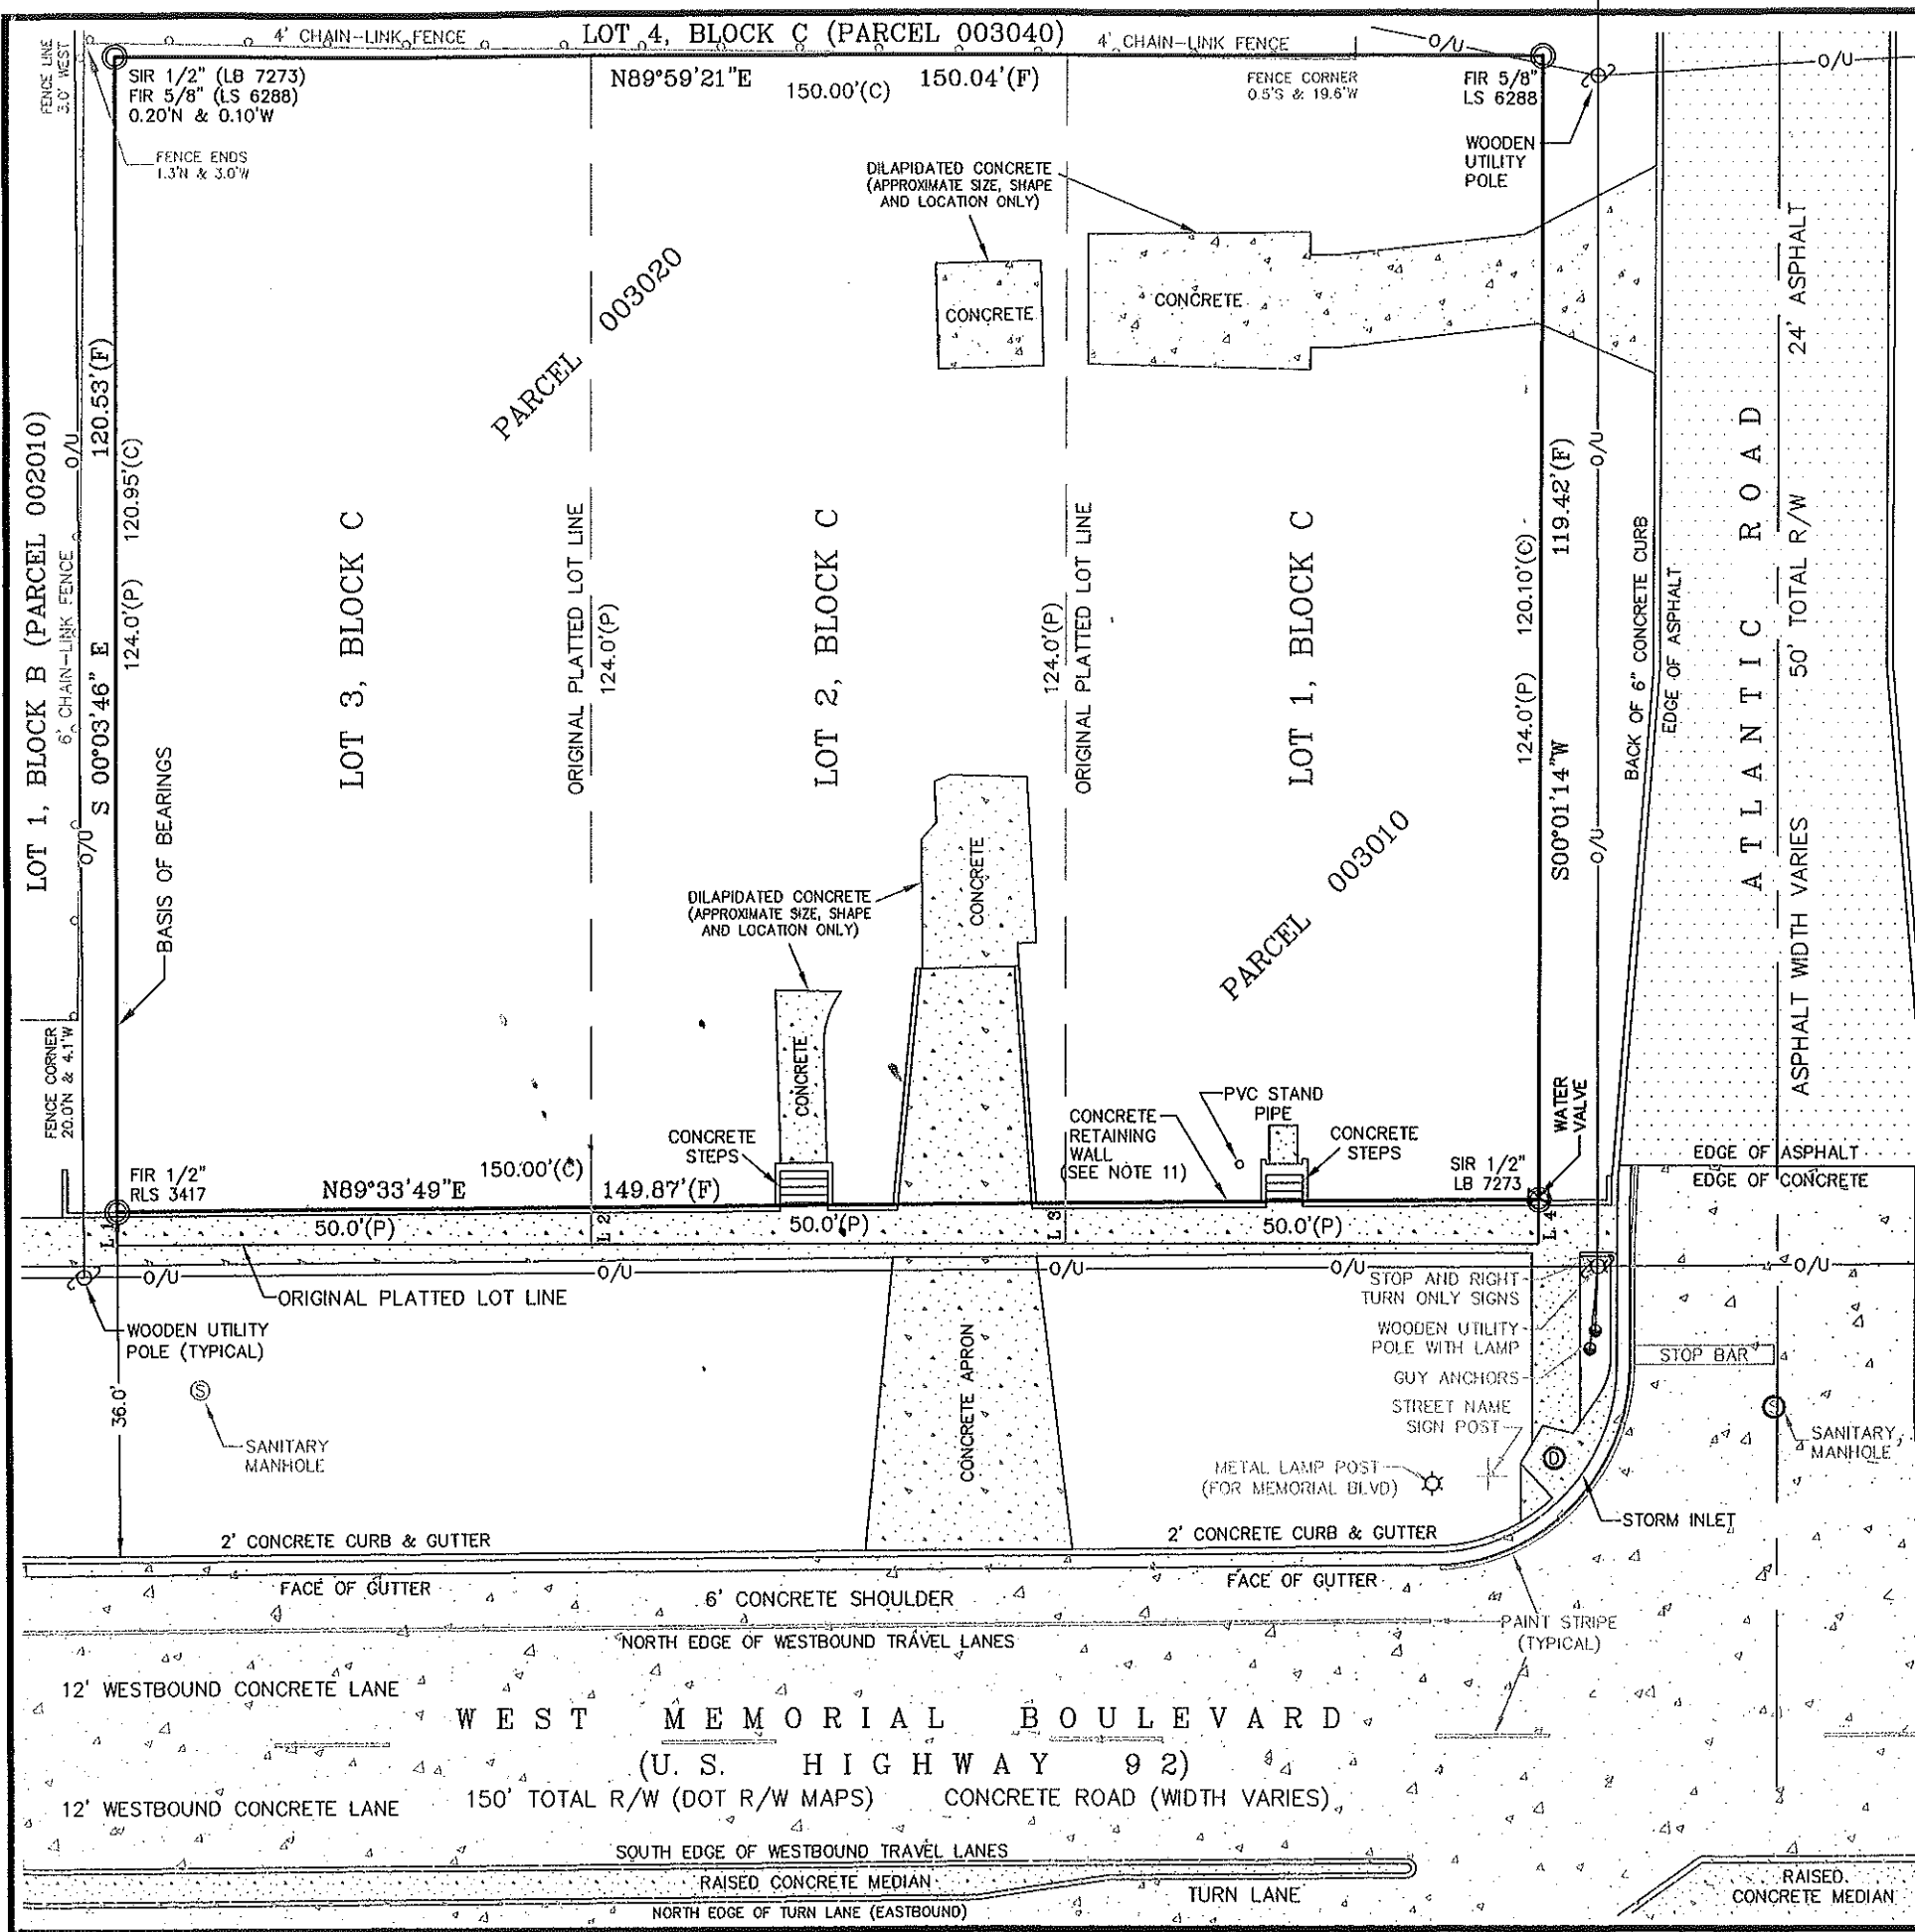 LOT 4, BLOCK C (PARCEL 003040)
4' CHAIN-LINK FENCE
4' CHAIN-LINK FENCE
O/U
O/U
FENCE LINE
3.0' WEST
SIR 1/2" (LB 7273)
FIR 5/8" (LS 6288)
0.20'N & 0.10'W
N89°59'21"E
150.00'(C)
150.04'(F)
FENCE CORNER
0.5'S & 19.6'W
FIR 5/8"
LS 6288
FENCE ENDS
1.3'N & 3.0'W
WOODEN
UTILITY
POLE
DILAPIDATED CONCRETE
(APPROXIMATE SIZE, SHAPE
AND LOCATION ONLY)
CONCRETE
CONCRETE
PARCEL 003020
24' ASPHALT
LOT 1, BLOCK B (PARCEL 002010)
6' CHAIN-LINK FENCE
O/U
O/U
S 00°03'46" E
120.53'(F)
120.95'(C)
124.0'(P)
BASIS OF BEARINGS
LOT 3, BLOCK C
ORIGINAL PLATTED LOT LINE
124.0'(P)
LOT 2, BLOCK C
124.0'(P)
ORIGINAL PLATTED LOT LINE
LOT 1, BLOCK C
124.0'(P)
120.10'(C)
119.42'(F)
S00°01'14"W
O/U
O/U
BACK OF 6" CONCRETE CURB
EDGE OF ASPHALT
ATLANTIC ROAD
50' TOTAL R/W
ASPHALT WIDTH VARIES
PARCEL 003010
DILAPIDATED CONCRETE
(APPROXIMATE SIZE, SHAPE
AND LOCATION ONLY)
CONCRETE
CONCRETE
FENCE CORNER
20.0'N & 4.1'W
FIR 1/2"
RLS 3417
N89°33'49"E
150.00'(C)
149.87'(F)
CONCRETE
STEPS
CONCRETE
RETAINING
WALL
(SEE NOTE 11)
PVC STAND
PIPE
CONCRETE
STEPS
SIR 1/2"
LB 7273
WATER
VALVE
EDGE OF ASPHALT
EDGE OF CONCRETE
L 1
50.0'(P)
L 2
50.0'(P)
L 3
50.0'(P)
L 4
O/U
O/U
O/U
O/U
O/U
ORIGINAL PLATTED LOT LINE
WOODEN UTILITY
POLE (TYPICAL)
36.0'
S
SANITARY
MANHOLE
CONCRETE APRON
STOP AND RIGHT
TURN ONLY SIGNS
WOODEN UTILITY
POLE WITH LAMP
GUY ANCHORS
STREET NAME
SIGN POST
METAL LAMP POST
(FOR MEMORIAL BLVD)
STOP BAR
S
SANITARY
MANHOLE
D
STORM INLET
2' CONCRETE CURB & GUTTER
2' CONCRETE CURB & GUTTER
FACE OF GUTTER
6' CONCRETE SHOULDER
FACE OF GUTTER
NORTH EDGE OF WESTBOUND TRAVEL LANES
PAINT STRIPE
(TYPICAL)
12' WESTBOUND CONCRETE LANE
WEST MEMORIAL BOULEVARD
(U.S. HIGHWAY 92)
12' WESTBOUND CONCRETE LANE
150' TOTAL R/W (DOT R/W MAPS)
CONCRETE ROAD (WIDTH VARIES)
SOUTH EDGE OF WESTBOUND TRAVEL LANES
RAISED CONCRETE MEDIAN
TURN LANE
NORTH EDGE OF TURN LANE (EASTBOUND)
RAISED
CONCRETE MEDIAN